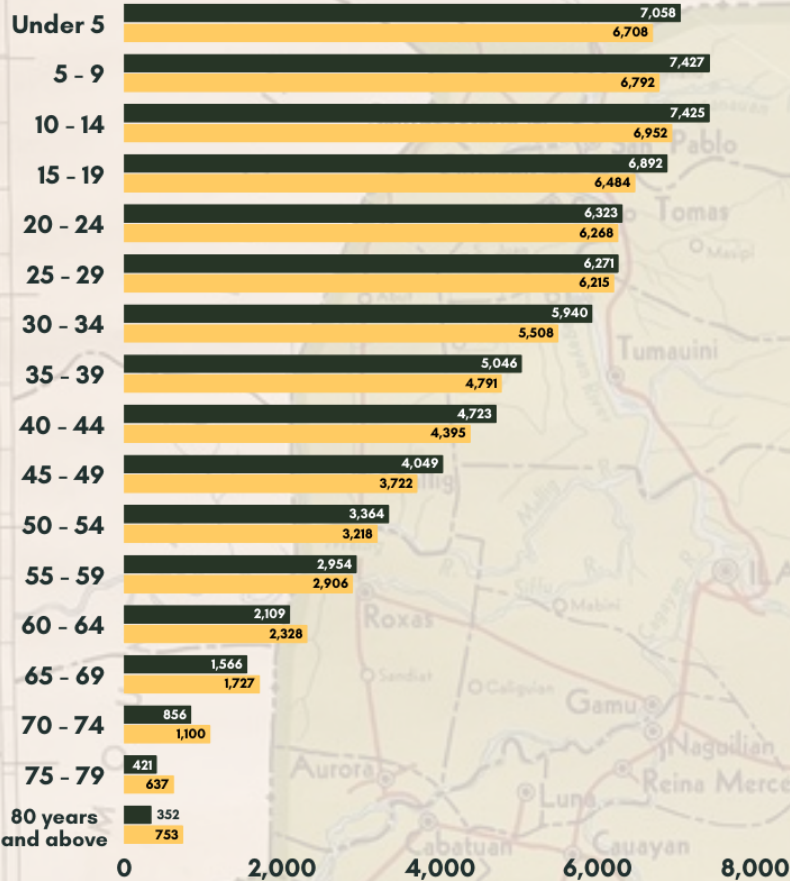 Under 5
7,058
6,708
5 - 9
7,427
6,792
10 - 14
7,425
6,952
San Pablo
15 - 19
6,892
6,484
20 - 24
6,323
6,268
Tomas
Masipi
25 - 29
6,271
6,215
30 - 34
5,940
5,508
Tumauini
35 - 39
5,046
4,791
40 - 44
4,723
4,395
45 - 49
4,049
3,722
50 - 54
3,364
3,218
55 - 59
2,954
2,906
R.
Siffu
R.
Mabini
Cagayan R.
ILA
60 - 64
2,109
2,328
Roxas
65 - 69
1,566
1,727
Sandiat
Caliguian
70 - 74
856
1,100
Gamu
Naguilian
75 - 79
421
637
Aurora
Reina Merce
Luna
80 years
and above
352
753
Cabatuan
Cauayan
0 2,000 4,000 6,000 8,000